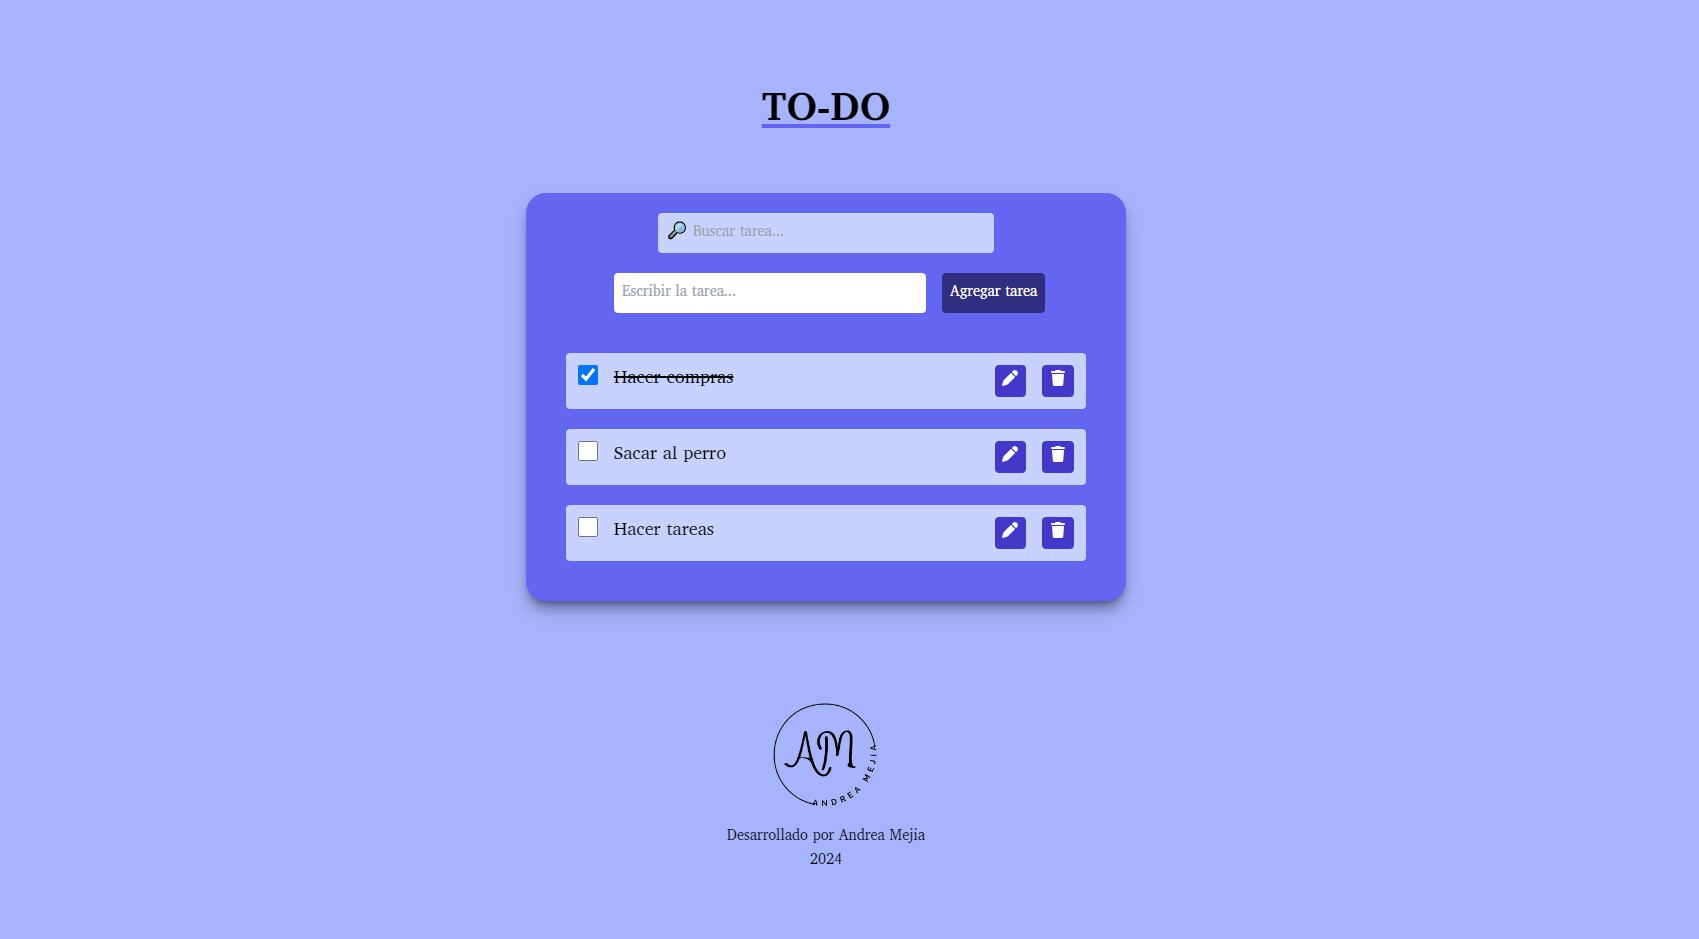 TO-DO
🔎 Buscar tarea...
Escribir la tarea...
Agregar tarea
Hacer compras
Sacar al perro
Hacer tareas
AM
ANDREA MEJIA
Desarrollado por Andrea Mejia
2024